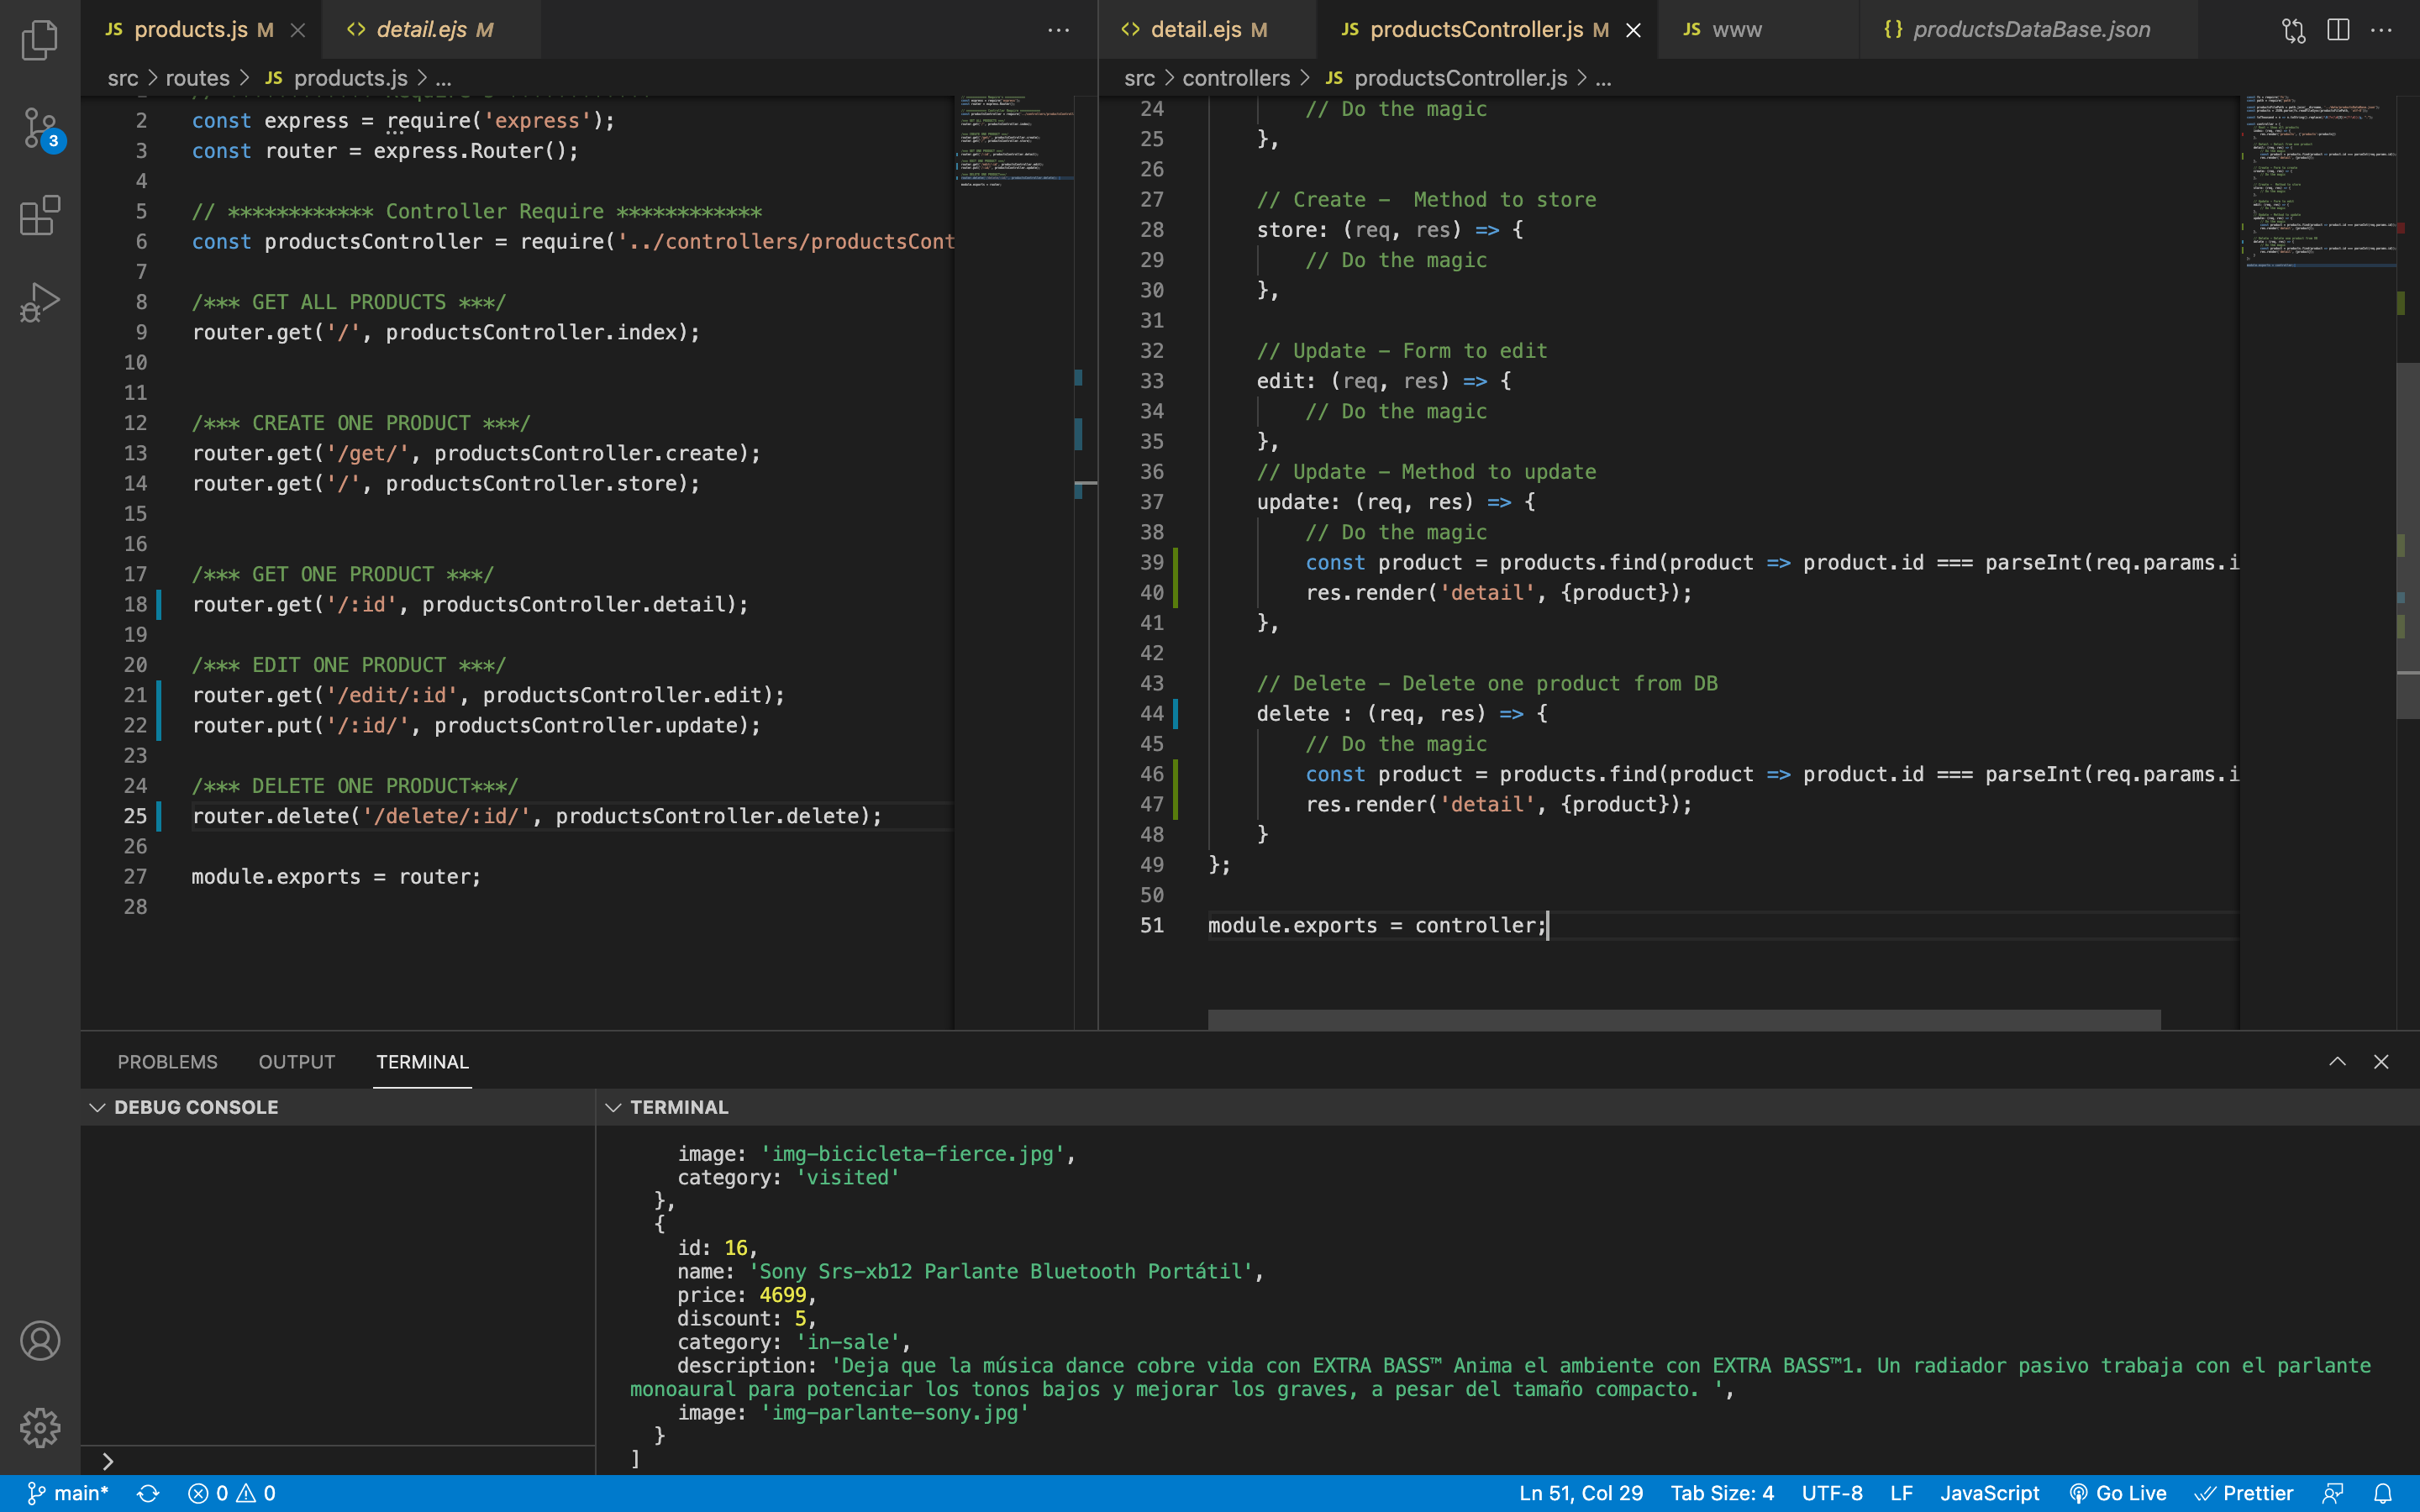 JS products.js M
<> detail.ejs M
...
<> detail.ejs M
JS productsController.js M
JS www
{} productsDataBase.json
...
src > routes > JS products.js > ...
2 const express = require('express');
3 const router = express.Router();
4
5 // ************ Controller Require ************
6 const productsController = require('../controllers/productsCont
7
8 /*** GET ALL PRODUCTS ***/
9 router.get('/', productsController.index);
10
11
12 /*** CREATE ONE PRODUCT ***/
13 router.get('/get/', productsController.create);
14 router.get('/', productsController.store);
15
16
17 /*** GET ONE PRODUCT ***/
18 router.get('/:id', productsController.detail);
19
20 /*** EDIT ONE PRODUCT ***/
21 router.get('/edit/:id', productsController.edit);
22 router.put('/:id/', productsController.update);
23
24 /*** DELETE ONE PRODUCT***/
25 router.delete('/delete/:id/', productsController.delete);
26
27 module.exports = router;
28
src > controllers > JS productsController.js > ...
24 // Do the magic
25 },
26
27 // Create -  Method to store
28 store: (req, res) => {
29 // Do the magic
30 },
31
32 // Update - Form to edit
33 edit: (req, res) => {
34 // Do the magic
35 },
36 // Update - Method to update
37 update: (req, res) => {
38 // Do the magic
39 const product = products.find(product => product.id === parseInt(req.params.i
40 res.render('detail', {product});
41 },
42
43 // Delete - Delete one product from DB
44 delete : (req, res) => {
45 // Do the magic
46 const product = products.find(product => product.id === parseInt(req.params.i
47 res.render('detail', {product});
48 }
49 };
50
51 module.exports = controller;
3
PROBLEMS OUTPUT TERMINAL
DEBUG CONSOLE
TERMINAL
image: 'img-bicicleta-fierce.jpg',
category: 'visited'
},
{
id: 16,
name: 'Sony Srs-xb12 Parlante Bluetooth Portátil',
price: 4699,
discount: 5,
category: 'in-sale',
description: 'Deja que la música dance cobre vida con EXTRA BASS™ Anima el ambiente con EXTRA BASS™1. Un radiador pasivo trabaja con el parlante
monoaural para potenciar los tonos bajos y mejorar los graves, a pesar del tamaño compacto. ',
image: 'img-parlante-sony.jpg'
}
]
>
main* 0 0 Ln 51, Col 29 Tab Size: 4 UTF-8 LF JavaScript Go Live Prettier